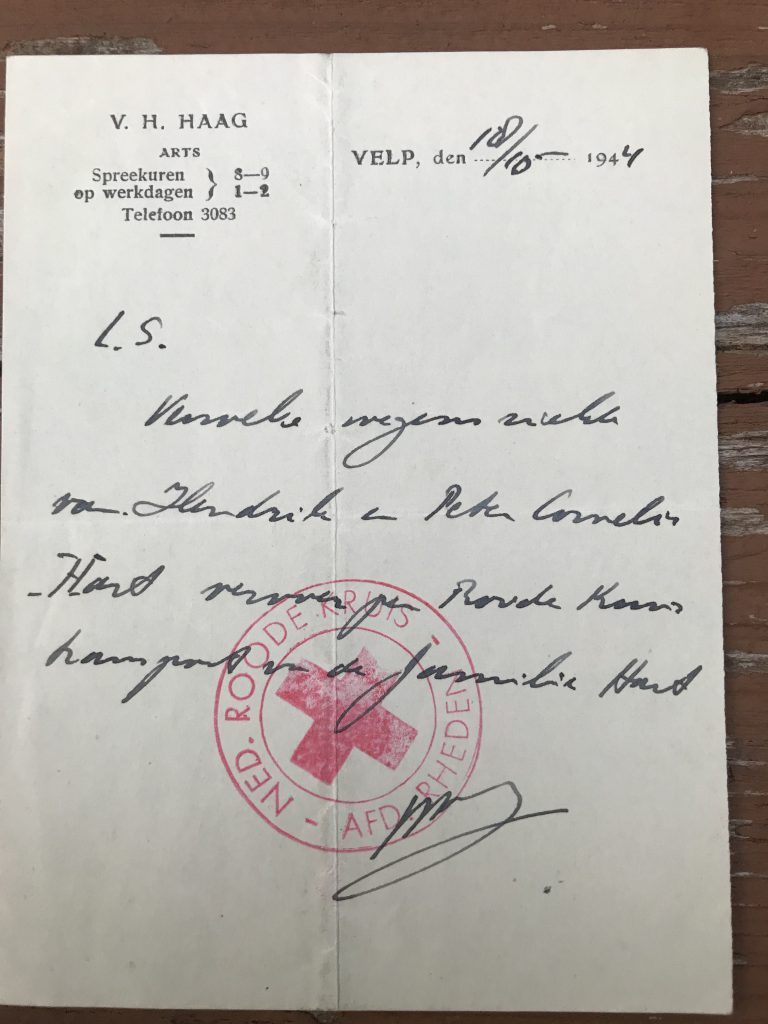 V. H. HAAG
ARTS
Spreekuren } 8—9
op werkdagen } 1—2
Telefoon 3083
VELP, den 18/10- 1944
L. S.
Verzoeke wegens ziekte
van Hendrik en Peter Cornelis
Hart vervoer per Roode Kruis
transport van de familie Hart
NED. ROODE KRUIS - AFD. RHEDEN -